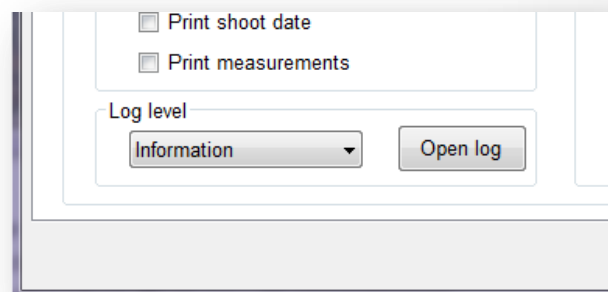 Print shoot date
Print measurements
Log level
Information
Open log